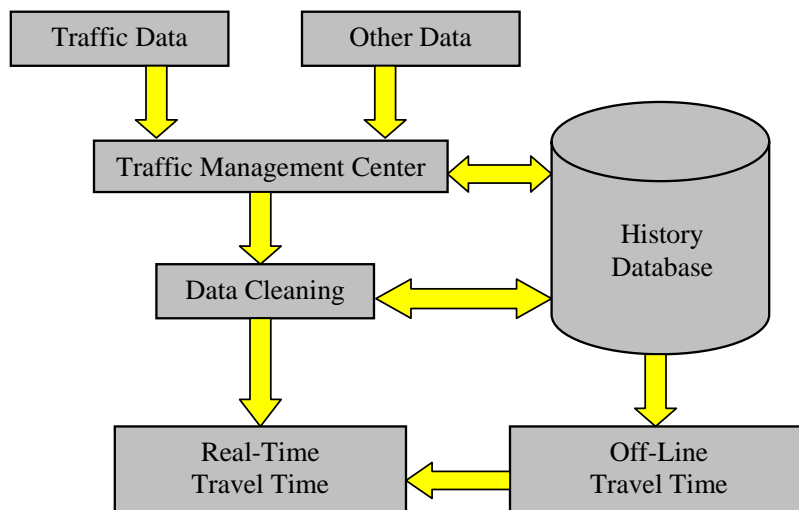 Traffic Data
Other Data
Traffic Management Center
History
Database
Data Cleaning
Real-Time
Travel Time
Off-Line
Travel Time